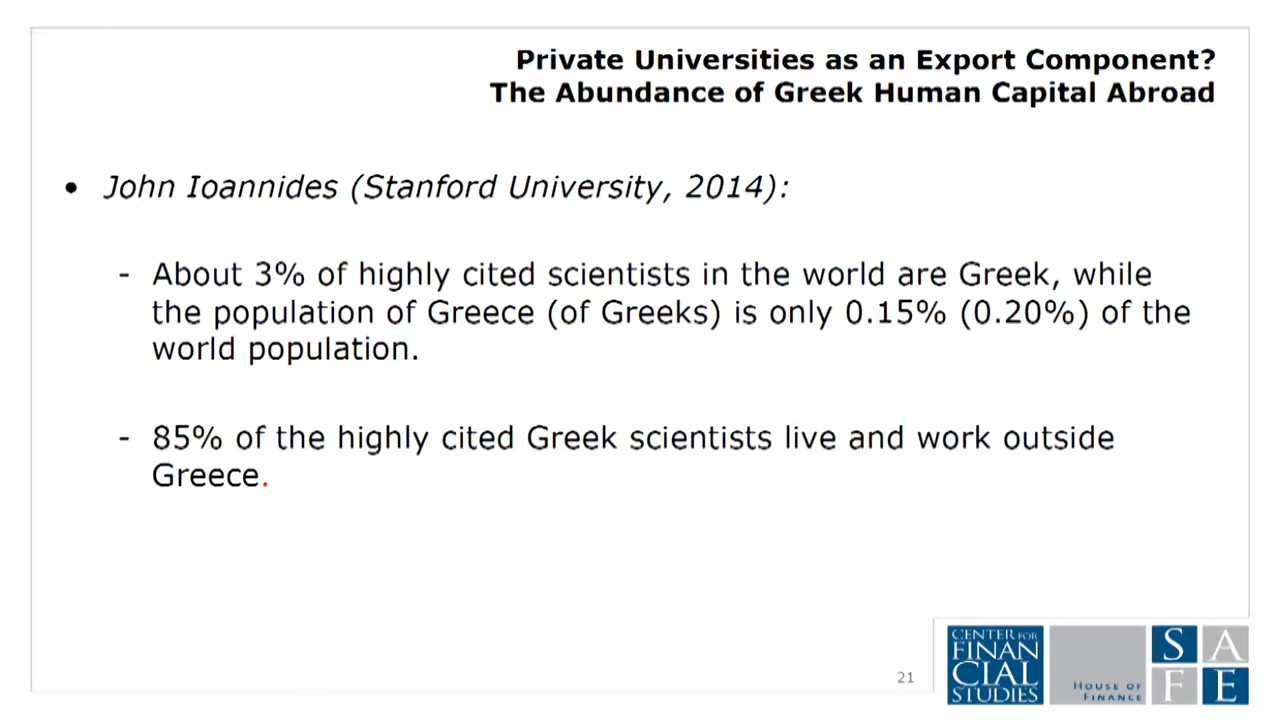 Private Universities as an Export Component?
The Abundance of Greek Human Capital Abroad
• John Ioannides (Stanford University, 2014):
- About 3% of highly cited scientists in the world are Greek, while
the population of Greece (of Greeks) is only 0.15% (0.20%) of the
world population.
- 85% of the highly cited Greek scientists live and work outside
Greece.
21
CENTER FOR
FINAN
CIAL
STUDIES
HOUSE OF
FINANCE
S A
F E